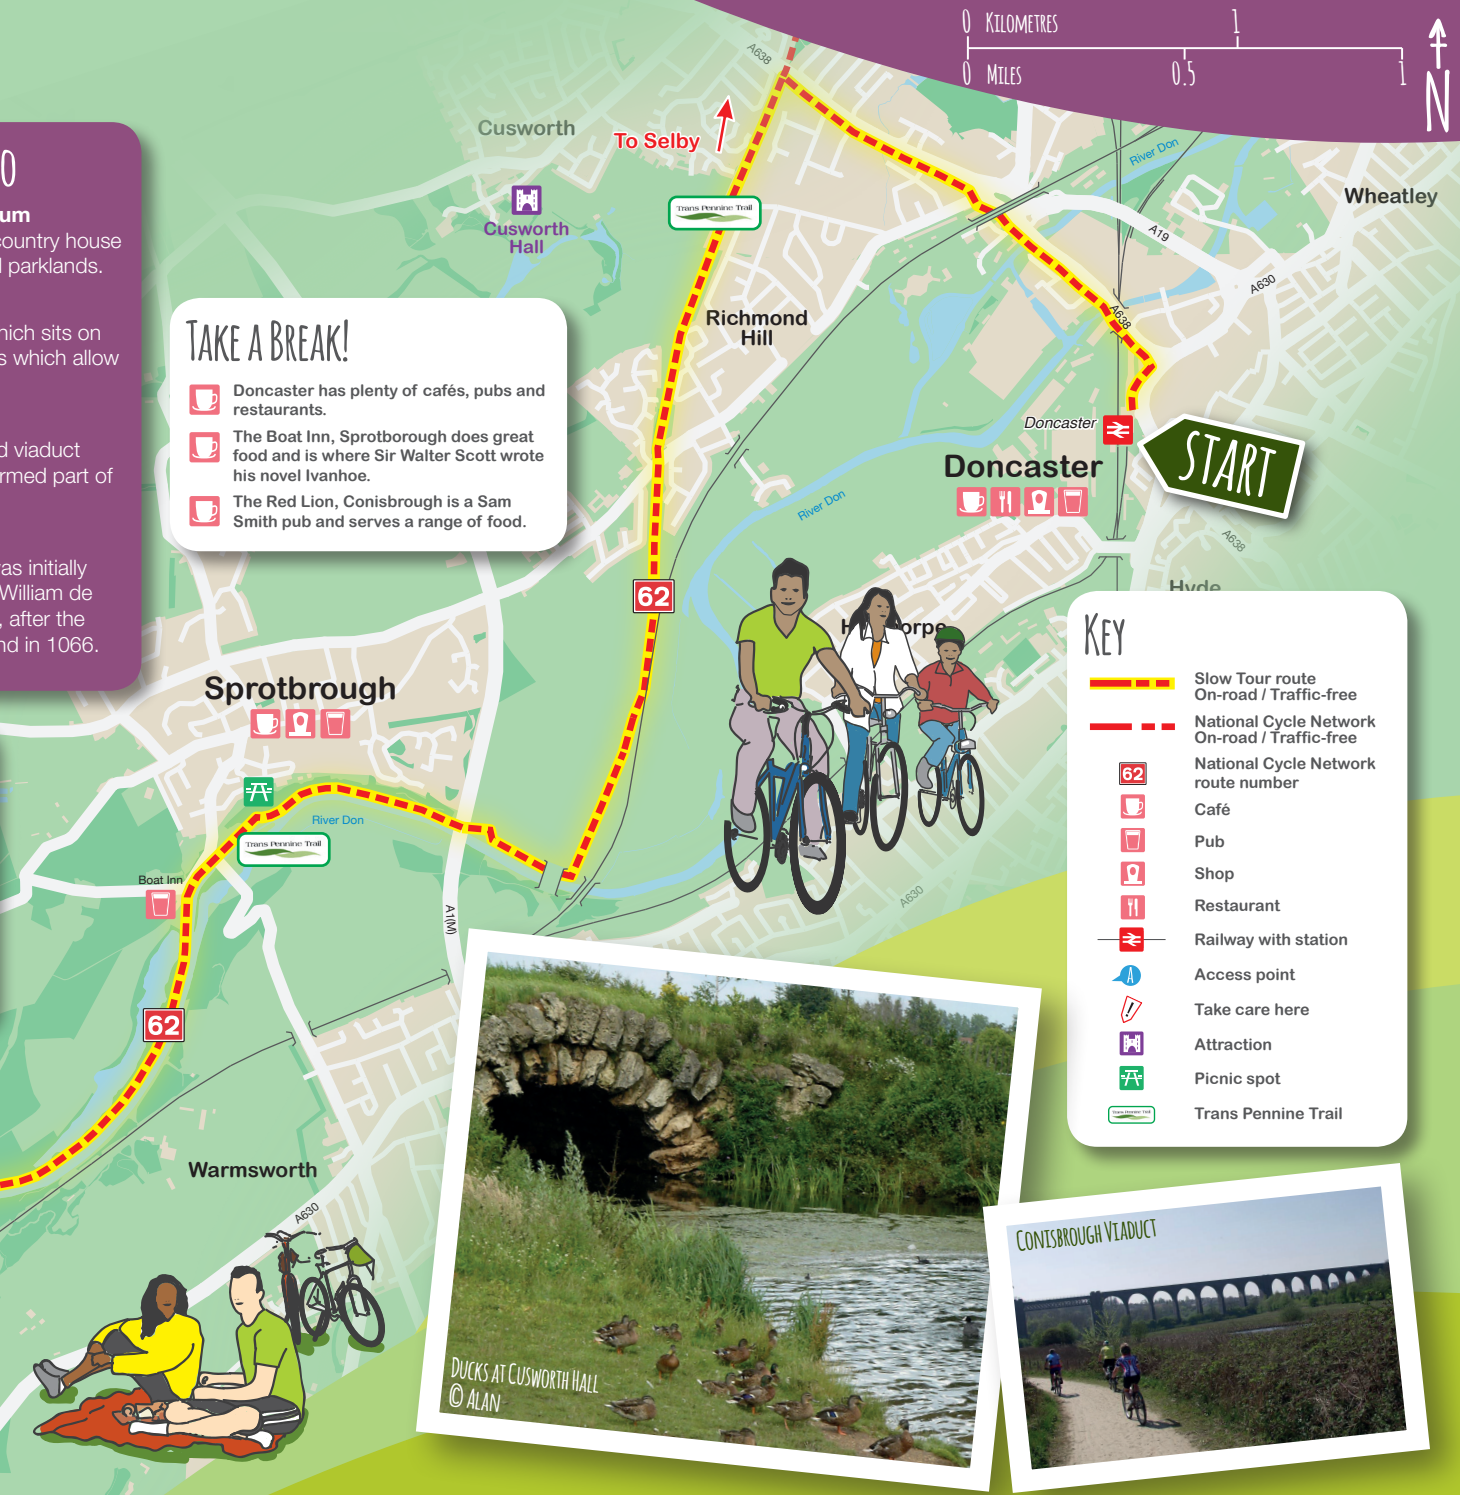 0 KILOMETRES 1
0 MILES 0.5 1
N
A638
Cusworth
To Selby
River Don
Wheatley
Trans Pennine Trail
Cusworth
Hall
A19
A630
O
um
country house
parklands.
hich sits on
s which allow
d viaduct
rmed part of
as initially
William de
, after the
nd in 1066.
Richmond
Hill
A638
TAKE A BREAK!
Doncaster has plenty of cafés, pubs and
restaurants.
The Boat Inn, Sprotborough does great
food and is where Sir Walter Scott wrote
his novel Ivanhoe.
The Red Lion, Conisbrough is a Sam
Smith pub and serves a range of food.
Doncaster
START
Doncaster
River Don
A638
Hyde
62
H orpe
Sprotbrough
River Don
Trans Pennine Trail
Boat Inn
A1(M)
A630
62
Warmsworth
A630
KEY
Slow Tour route
On-road / Traffic-free
National Cycle Network
On-road / Traffic-free
62 National Cycle Network
route number
Café
Pub
Shop
Restaurant
Railway with station
A Access point
! Take care here
Attraction
Picnic spot
Trans Pennine Trail Trans Pennine Trail
DUCKS AT CUSWORTH HALL
© ALAN
CONISBROUGH VIADUCT